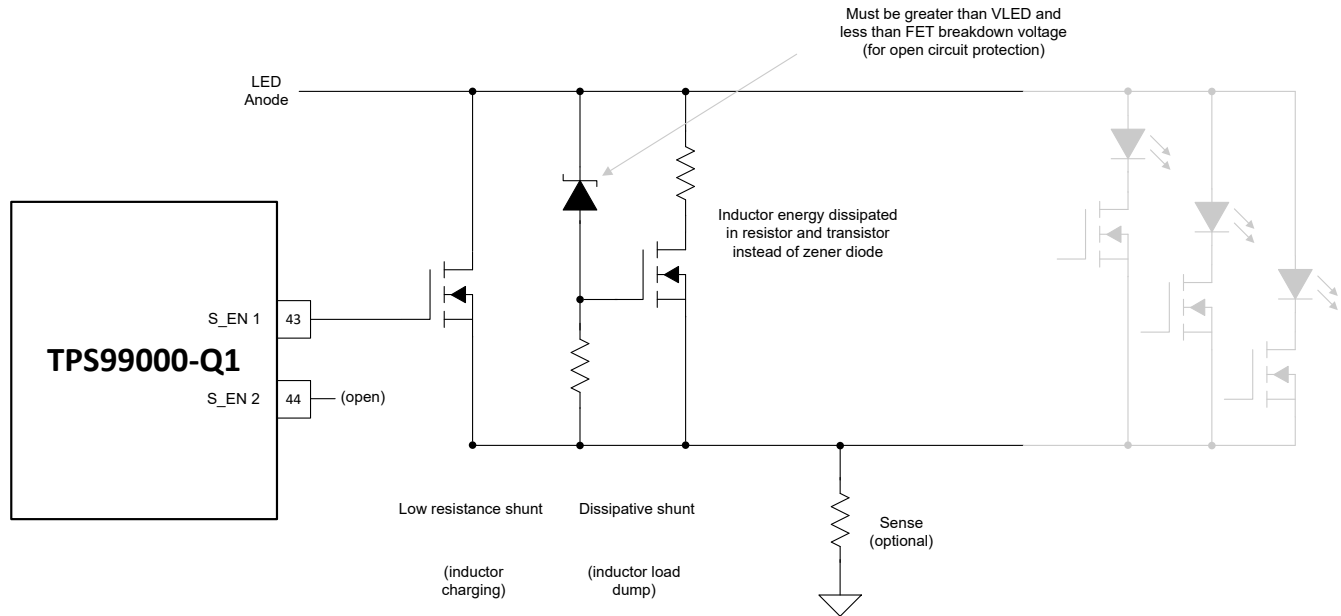 Must be greater than VLED and
less than FET breakdown voltage
(for open circuit protection)
LED
Anode
Inductor energy dissipated
in resistor and transistor
instead of zener diode
S_EN 1
43
TPS99000-Q1
S_EN 2
44
(open)
Low resistance shunt
Dissipative shunt
Sense
(optional)
(inductor
charging)
(inductor load
dump)